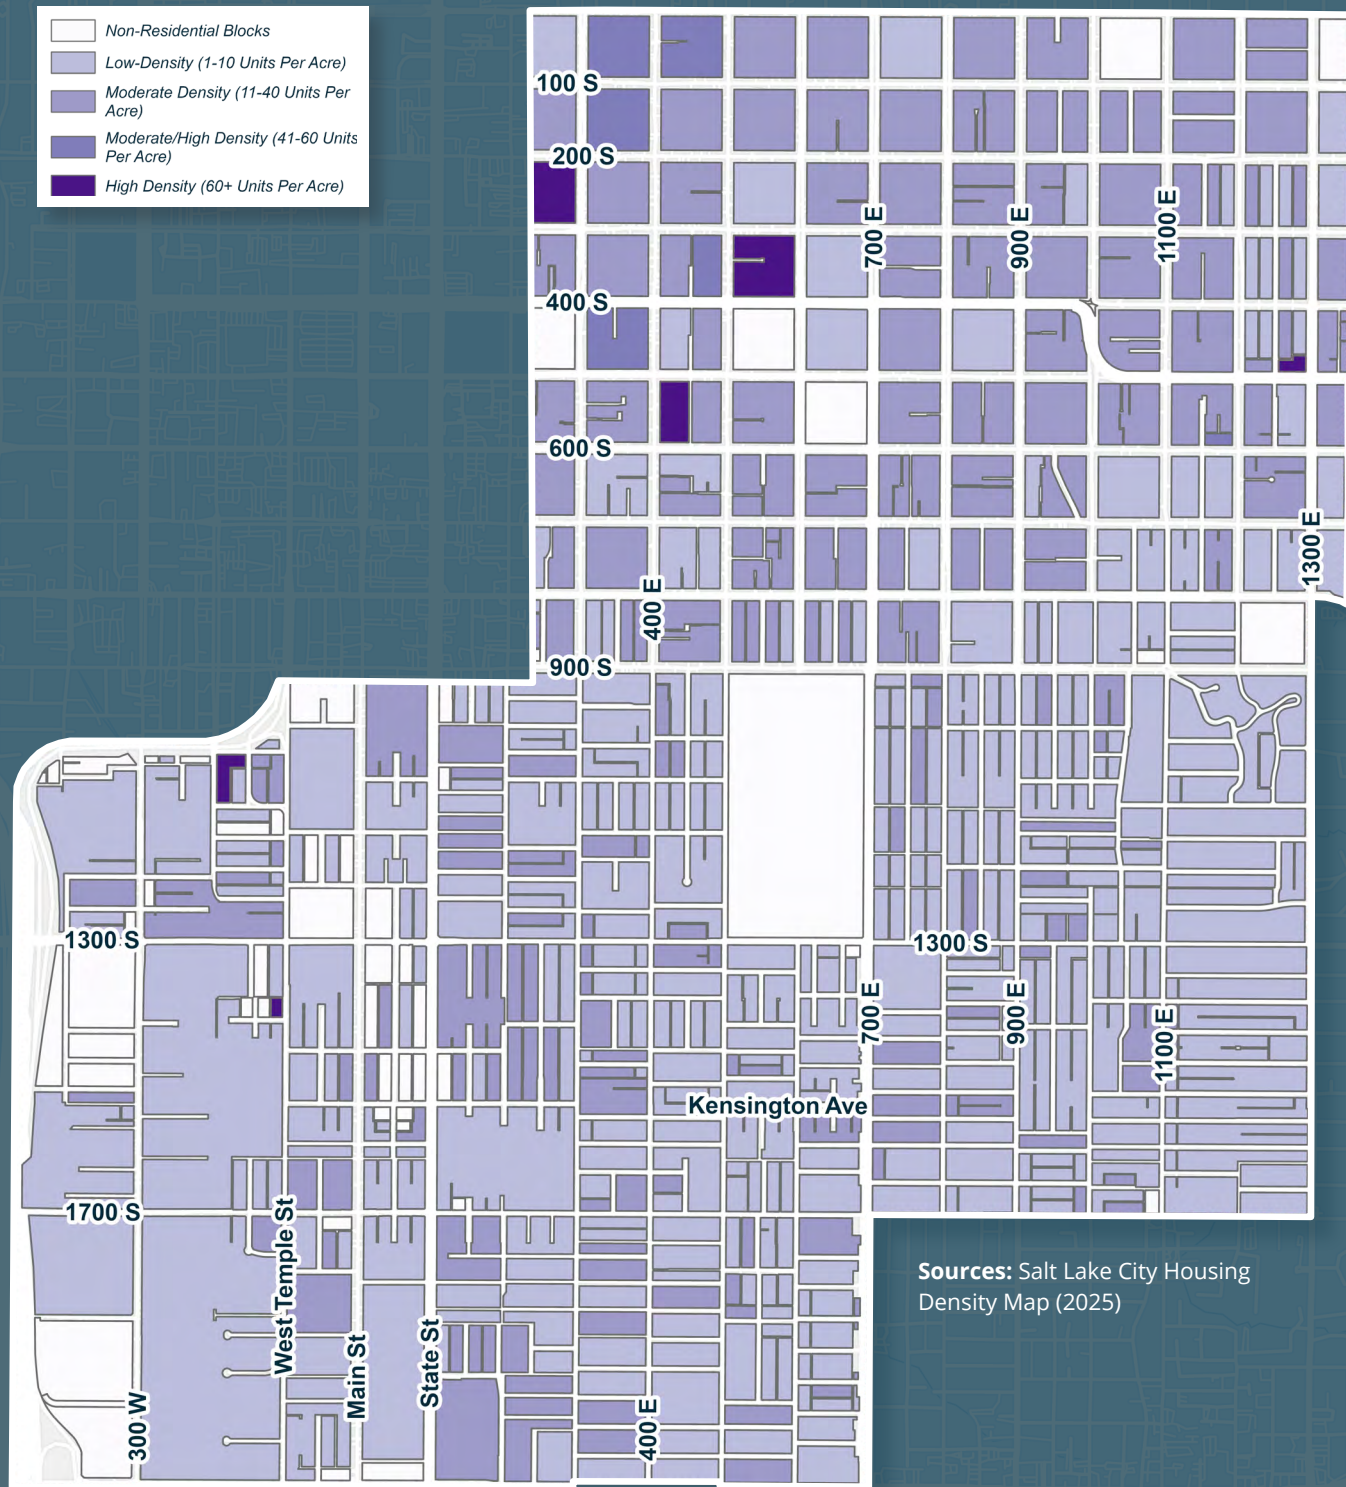 Non-Residential Blocks
Low-Density (1-10 Units Per Acre)
Moderate Density (11-40 Units Per
Acre)
Moderate/High Density (41-60 Units
Per Acre)
High Density (60+ Units Per Acre)
100 S
200 S
700 E
900 E
1100 E
400 S
600 S
1300 E
400 E
900 S
1300 S
1300 S
700 E
900 E
1100 E
Kensington Ave
1700 S
West Temple St
Main St
State St
300 W
400 E
Sources: Salt Lake City Housing
Density Map (2025)